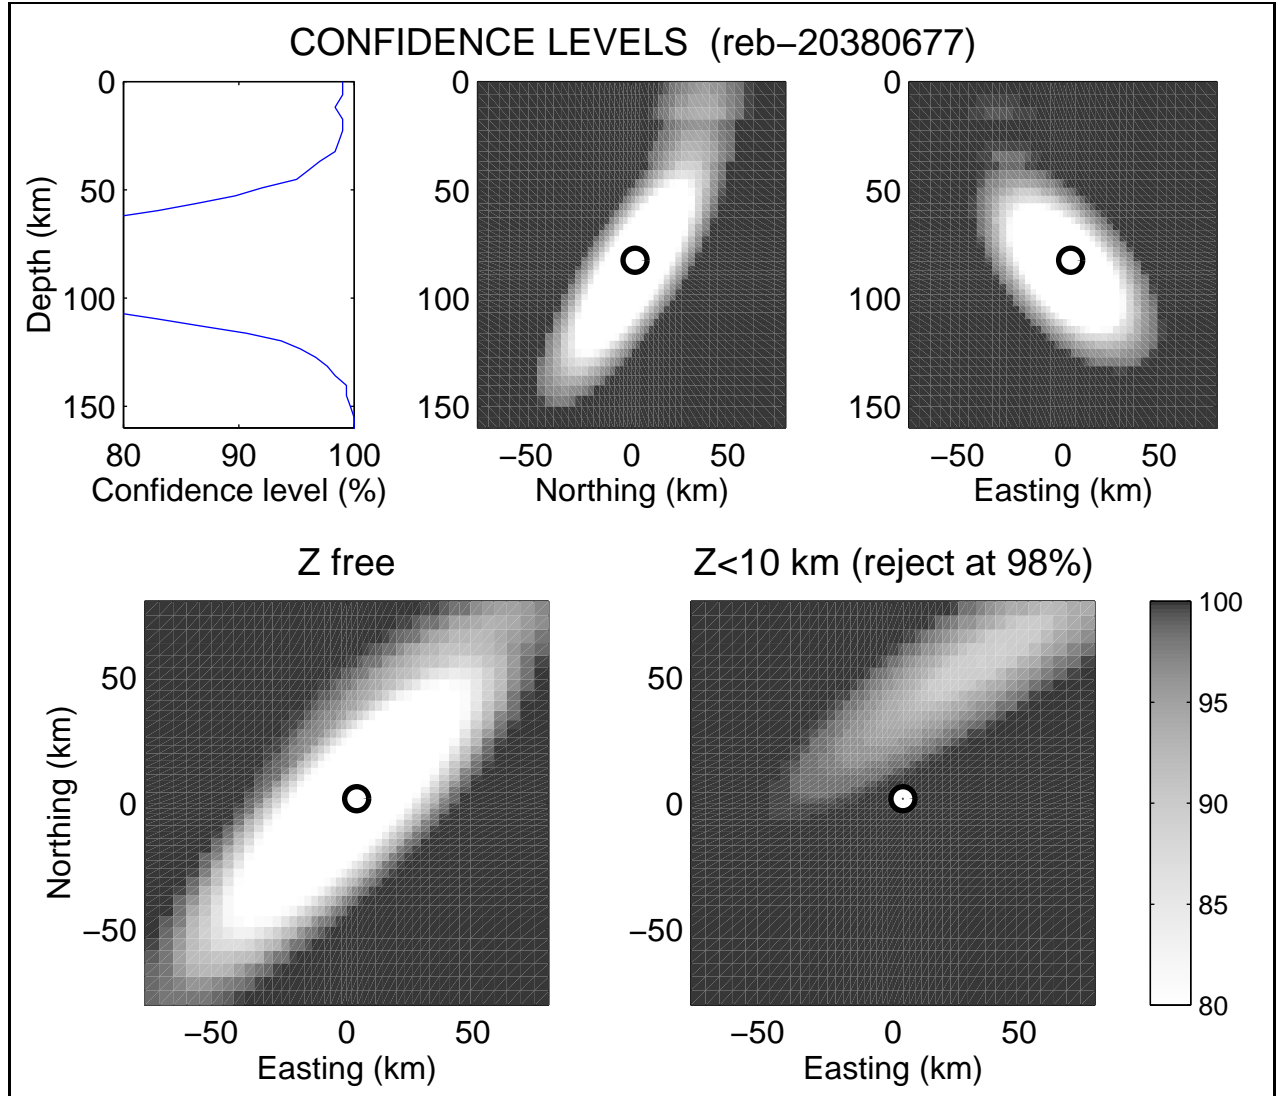 CONFIDENCE LEVELS (reb−20380677)
0
50
100
150
Depth (km)
80 90 100
Confidence level (%)
0
50
100
150
−50 0 50
Northing (km)
0
50
100
150
−50 0 50
Easting (km)
Z free
50
0
−50
Northing (km)
−50 0 50
Easting (km)
Z<10 km (reject at 98%)
50
0
−50
−50 0 50
Easting (km)
100
95
90
85
80